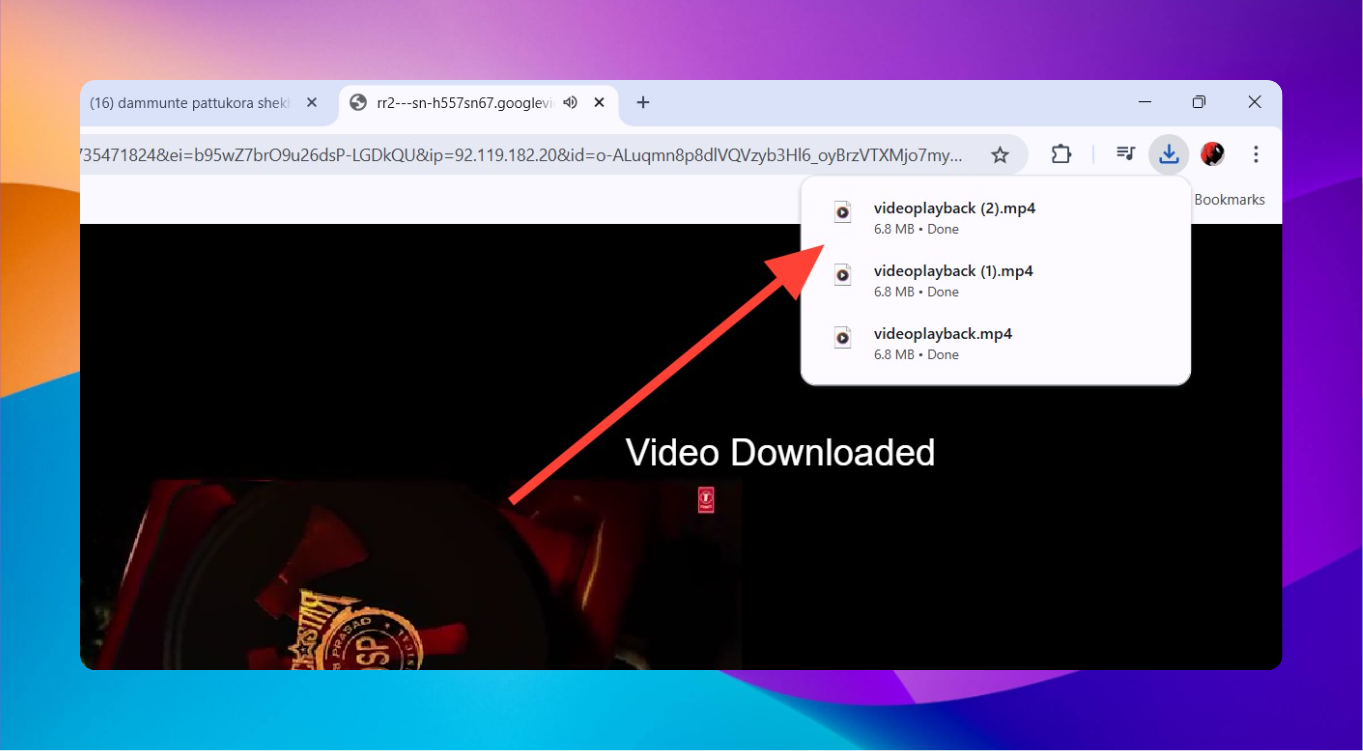 (16) dammunte pattukora shek
rr2---sn-h557sn67.googlevi
735471824&ei=b95wZ7brO9u26dsP-LGDkQU&ip=92.119.182.20&id=o-ALuqmn8p8dlVQVzyb3Hl6_oyBrzVTXMjo7my...
Bookmarks
videoplayback (2).mp4
6.8 MB • Done
videoplayback (1).mp4
6.8 MB • Done
videoplayback.mp4
6.8 MB • Done
Video Downloaded
PRASAD
DSP